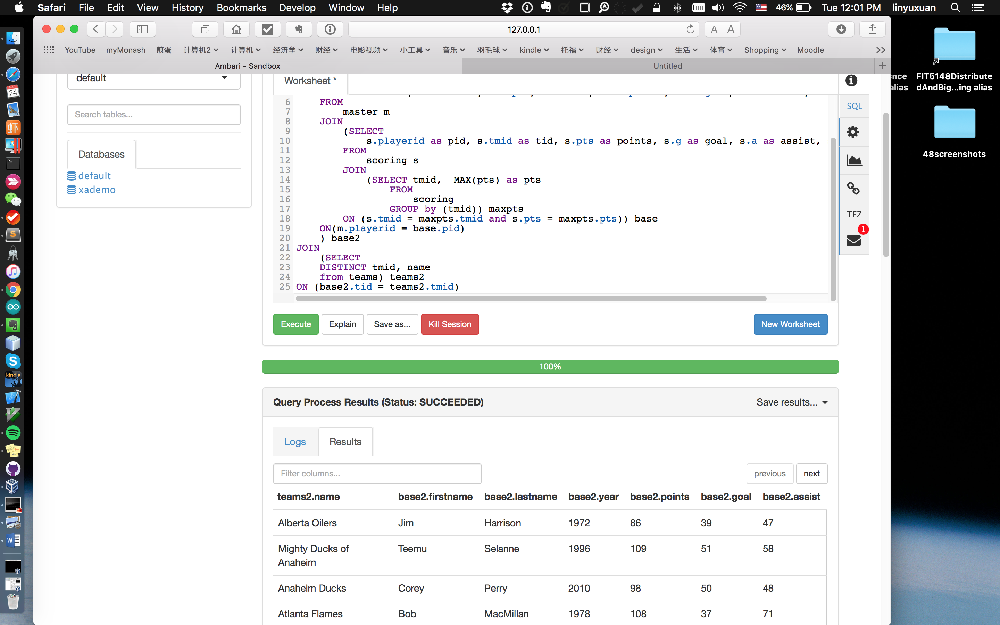 Safari File Edit View History Bookmarks Develop Window Help 46% Tue 12:01 PM linyuxuan
127.0.0.1 A A
YouTube myMonash 煎蛋 计算机2 计算机 经济学 财经 电影视频 小工具 音乐 羽毛球 kindle 托福 财经 design 生活 体育 Shopping Moodle
Ambari - Sandbox Untitled
default
Search tables...
Databases
default
xademo
Worksheet *
6 FROM
7 master m
8 JOIN
9 (SELECT
10 s.playerid as pid, s.tmid as tid, s.pts as points, s.g as goal, s.a as assist,
11 FROM
12 scoring s
13 JOIN
14 (SELECT tmid,  MAX(pts) as pts
15 FROM
16 scoring
17 GROUP by (tmid)) maxpts
18 ON (s.tmid = maxpts.tmid and s.pts = maxpts.pts)) base
19 ON(m.playerid = base.pid)
20 ) base2
21 JOIN
22 (SELECT
23 DISTINCT tmid, name
24 from teams) teams2
25 ON (base2.tid = teams2.tmid)
SQL
TEZ
1
Execute Explain Save as... Kill Session New Worksheet
100%
Query Process Results (Status: SUCCEEDED) Save results...
Logs Results
Filter columns... previous next
teams2.name base2.firstname base2.lastname base2.year base2.points base2.goal base2.assist
Alberta Oilers Jim Harrison 1972 86 39 47
Mighty Ducks of Anaheim Teemu Selanne 1996 109 51 58
Anaheim Ducks Corey Perry 2010 98 50 48
Atlanta Flames Bob MacMillan 1978 108 37 71
FIT5148Distribute
dAndBig...ing alias
48screenshots
MAY
24
虾
kindle